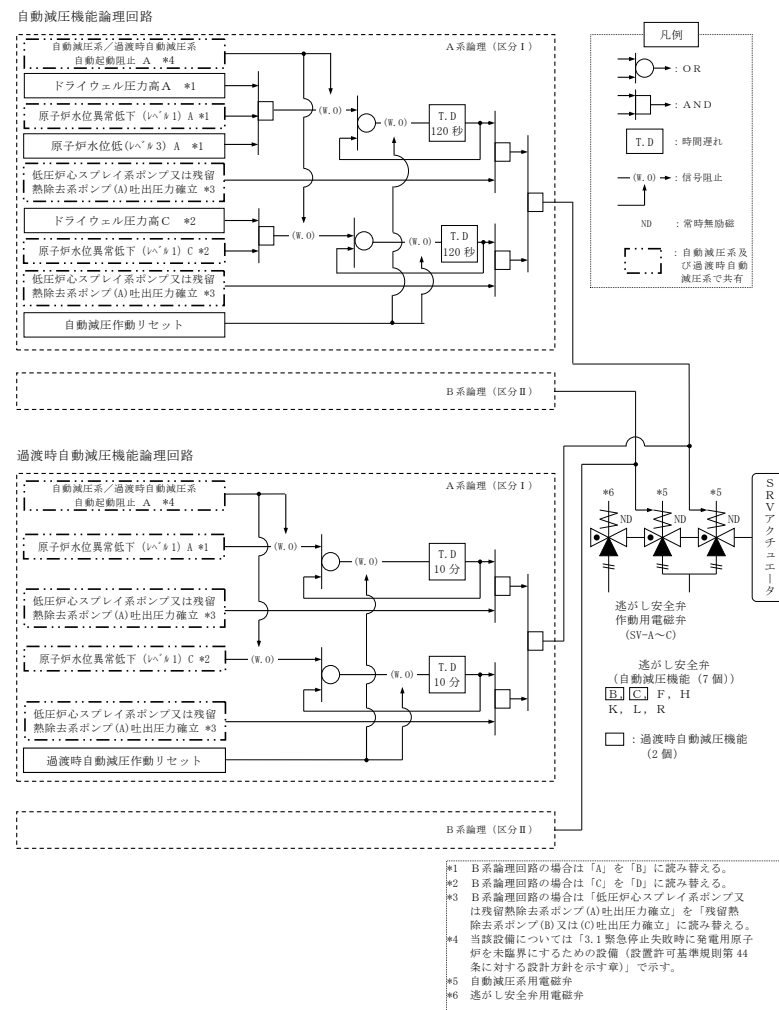 自動減圧機能論理回路
A系論理（区分Ⅰ）
自動減圧系／過渡時自動減圧系
自動起動阻止 A *4
ドライウェル圧力高A *1
原子炉水位異常低下（ﾚﾍﾞﾙ1）A *1
原子炉水位低(ﾚﾍﾞﾙ3) A *1
低圧炉心スプレイ系ポンプ又は残留
熱除去系ポンプ(A)吐出圧力確立 *3
ドライウェル圧力高C *2
原子炉水位異常低下（ﾚﾍﾞﾙ1）C *2
低圧炉心スプレイ系ポンプ又は残留
熱除去系ポンプ(A)吐出圧力確立 *3
自動減圧作動リセット
(W.O)
(W.O)
T.D
120秒
(W.O)
(W.O)
T.D
120秒
B系論理（区分Ⅱ）
凡例
：OR
：AND
T.D
：時間遅れ
(W.O)
：信号阻止
ND
：常時無励磁
：自動減圧系及
び過渡時自動
減圧系で共有
過渡時自動減圧機能論理回路
A系論理（区分Ⅰ）
自動減圧系／過渡時自動減圧系
自動起動阻止 A *4
原子炉水位異常低下（ﾚﾍﾞﾙ1）A *1
低圧炉心スプレイ系ポンプ又は残留
熱除去系ポンプ(A)吐出圧力確立 *3
原子炉水位異常低下（ﾚﾍﾞﾙ1）C *2
低圧炉心スプレイ系ポンプ又は残留
熱除去系ポンプ(A)吐出圧力確立 *3
過渡時自動減圧作動リセット
(W.O)
(W.O)
T.D
10分
(W.O)
(W.O)
T.D
10分
B系論理（区分Ⅱ）
*6
*5
*5
ND
ND
ND
SRVアクチュエータ
逃がし安全弁
作動用電磁弁
(SV-A～C)
逃がし安全弁
(自動減圧機能（7個）)
B, C, F, H
K, L, R
：過渡時自動減圧機能
(2個)
*1 B系論理回路の場合は「A」を「B」に読み替える。
*2 B系論理回路の場合は「C」を「D」に読み替える。
*3 B系論理回路の場合は「低圧炉心スプレイ系ポンプ又
は残留熱除去系ポンプ(A)吐出圧力確立」を「残留熱
除去系ポンプ(B)又は(C)吐出圧力確立」に読み替える。
*4 当該設備については「3.1緊急停止失敗時に発電用原子
炉を未臨界にするための設備（設置許可基準規則第44
条に対する設計方針を示す章）」で示す。
*5 自動減圧系用電磁弁
*6 逃がし安全弁用電磁弁